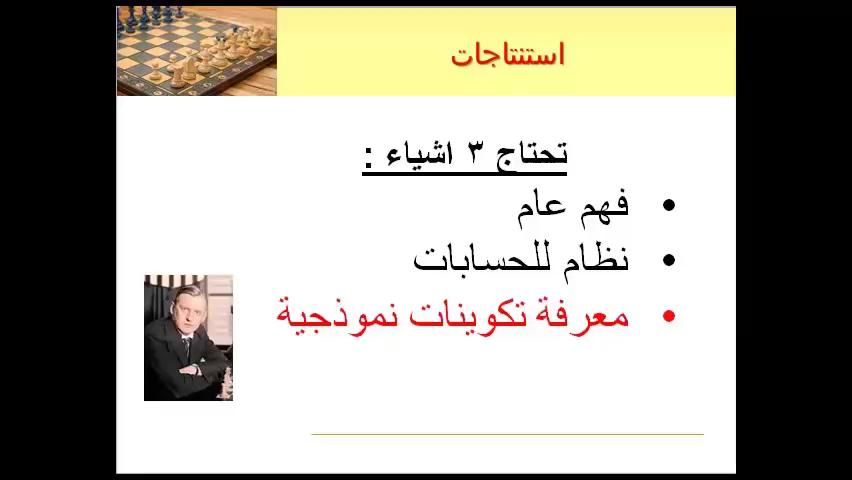 استنتاجات
تحتاج ٣ اشياء :
• فهم عام
• نظام للحسابات
• معرفة تكوينات نموذجية